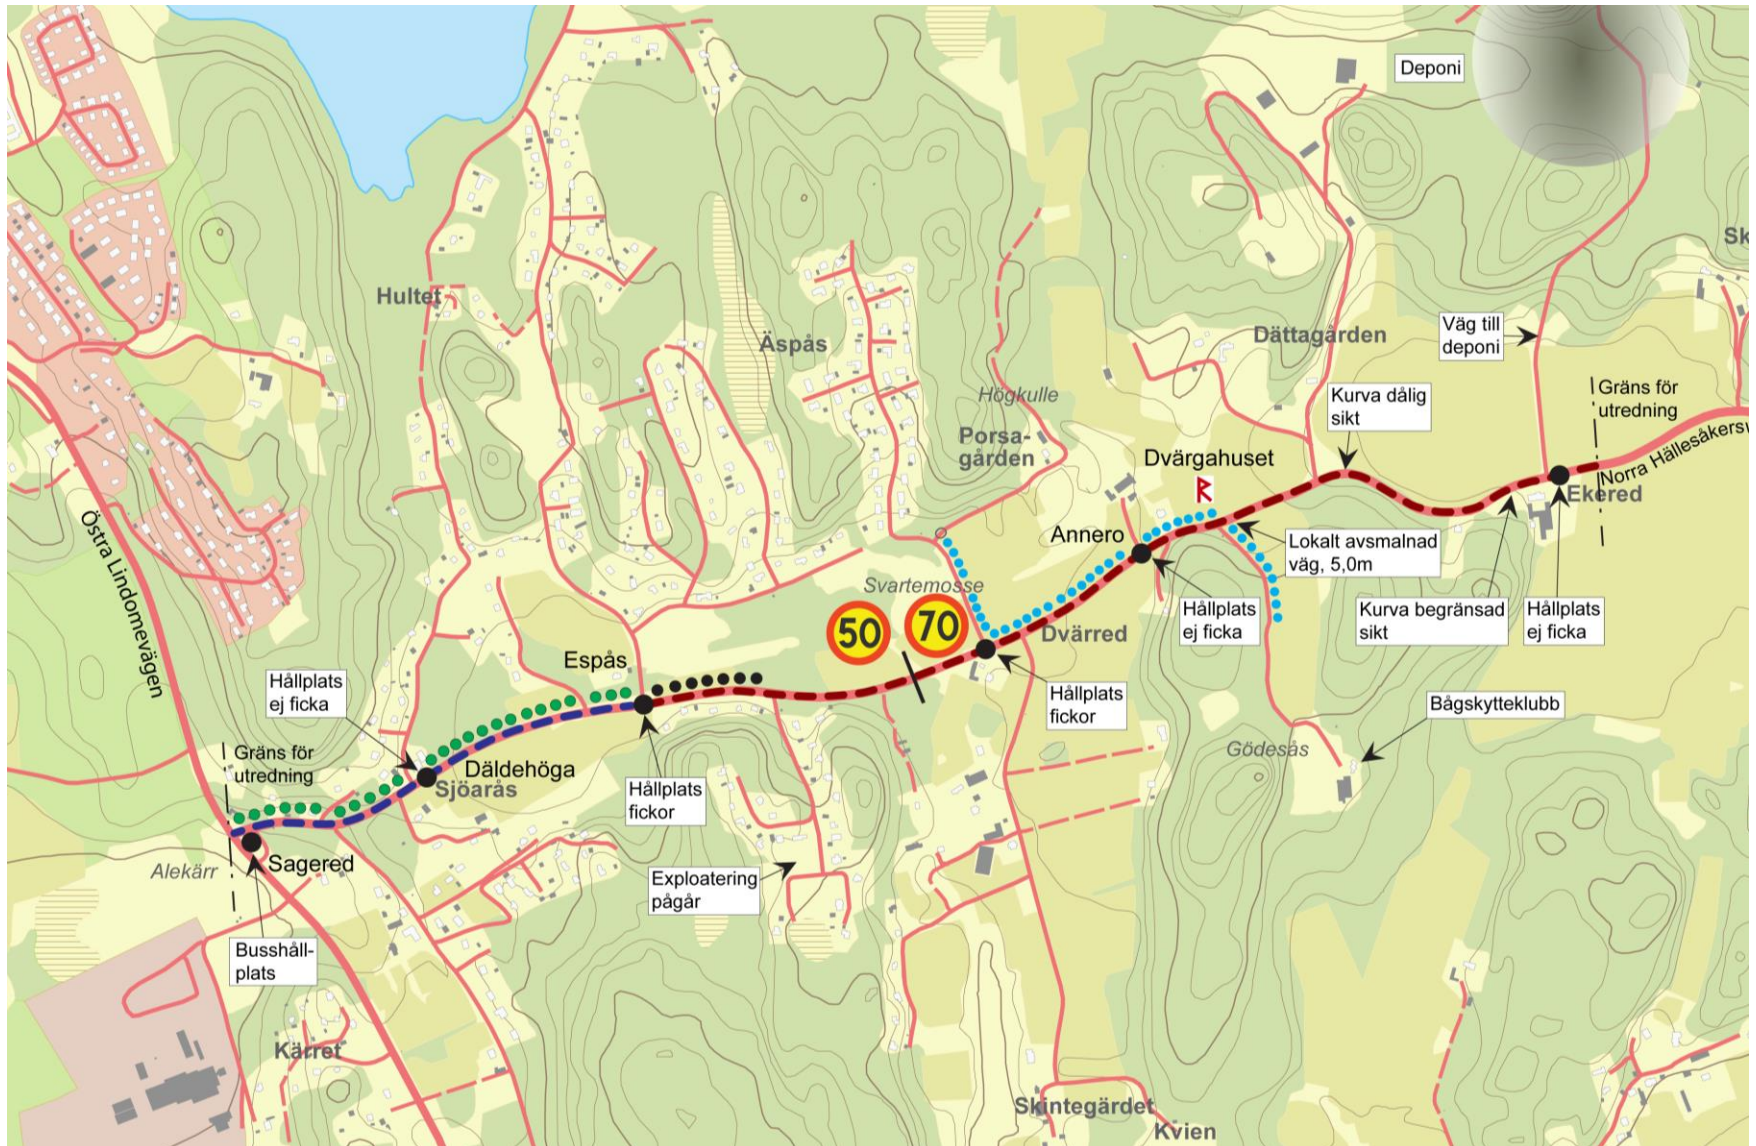 Deponi
Sk
Hultet
Äspås
Väg till
deponi
Dättagården
Gräns för
utredning
Kurva dålig
sikt
Högkulle
Porsa-
gården
Dvärgahuset
R
Norra Hällesåkersv
Ekered
Östra Lindomevägen
Annero
Lokalt avsmalnad
väg, 5,0m
Svartemosse
50
70
Dvärred
Hållplats
ej ficka
Kurva begränsad
sikt
Hållplats
ej ficka
Espås
Hållplats
ej ficka
Hållplats
fickor
Bågskytteklubb
Gödesås
Gräns för
utredning
Däldehöga
Sjöarås
Hållplats
fickor
Alekärr
Sagered
Exploatering
pågår
Busshåll-
plats
Kärret
Skintegärdet
Kvien